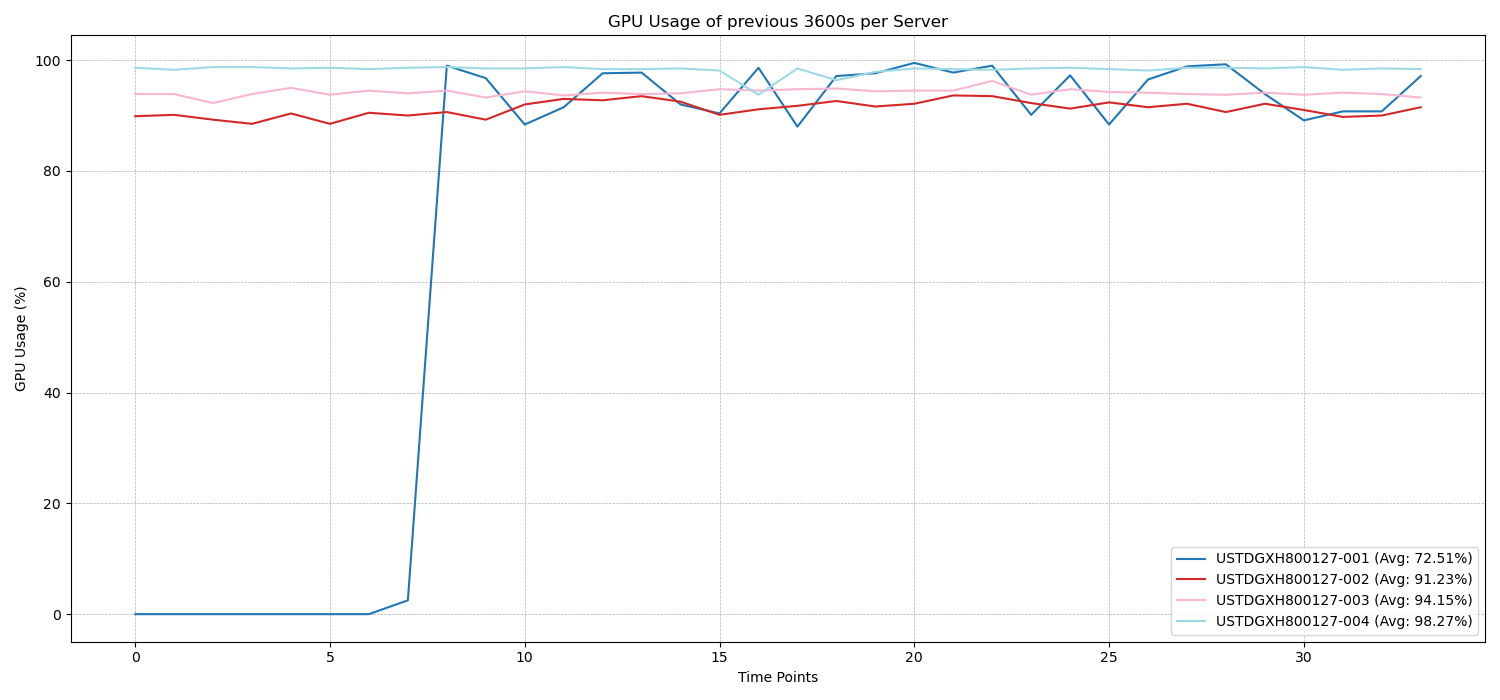 GPU Usage of previous 3600s per Server
100
80
60
40
20
0
GPU Usage (%)
0 5 10 15 20 25 30
Time Points
USTDGXH800127-001 (Avg: 72.51%)
USTDGXH800127-002 (Avg: 91.23%)
USTDGXH800127-003 (Avg: 94.15%)
USTDGXH800127-004 (Avg: 98.27%)